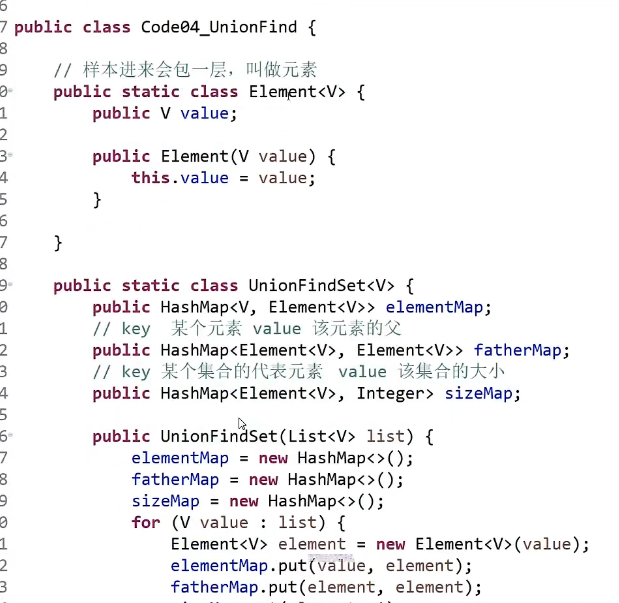 6
7 public class Code04_UnionFind {
8
9 // 样本进来会包一层，叫做元素
0 public static class Element<V> {
1 public V value;
2
3 public Element(V value) {
4 this.value = value;
5 }
6
7 }
8
9 public static class UnionFindSet<V> {
0 public HashMap<V, Element<V>> elementMap;
1 // key 某个元素 value 该元素的父
2 public HashMap<Element<V>, Element<V>> fatherMap;
3 // key 某个集合的代表元素 value 该集合的大小
4 public HashMap<Element<V>, Integer> sizeMap;
5
6 public UnionFindSet(List<V> list) {
7 elementMap = new HashMap<>();
8 fatherMap = new HashMap<>();
9 sizeMap = new HashMap<>();
0 for (V value : list) {
1 Element<V> element = new Element<V>(value);
2 elementMap.put(value, element);
3 fatherMap.put(element, element);